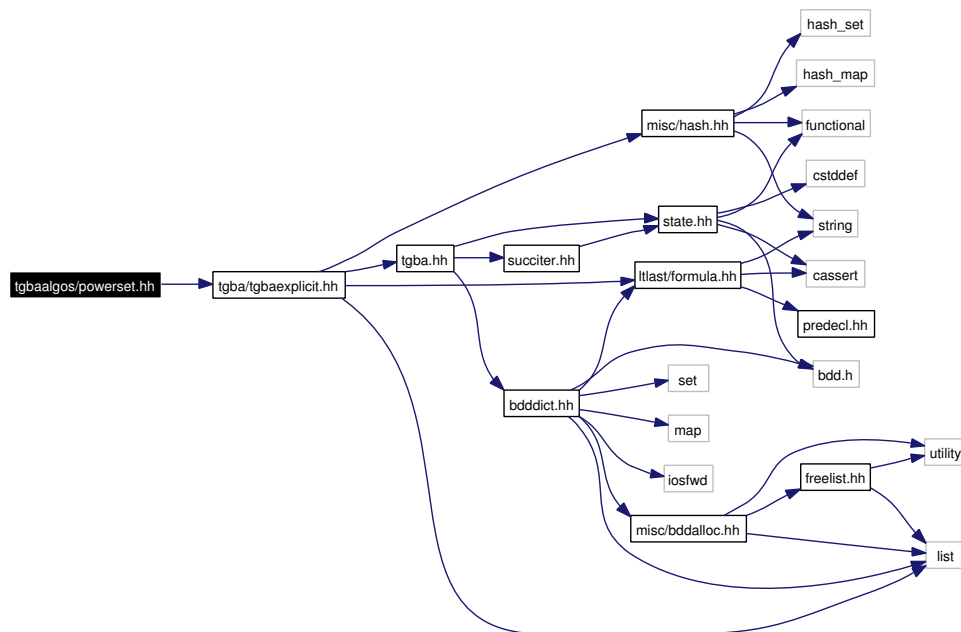 hash_set
hash_map
misc/hash.hh
functional
cstddef
state.hh
string
tgba.hh
succiter.hh
ltlast/formula.hh
cassert
tgbaalgos/powerset.hh
tgba/tgbaexplicit.hh
predecl.hh
set
bdd.h
bdddict.hh
map
utility
iosfwd
freelist.hh
misc/bddalloc.hh
list